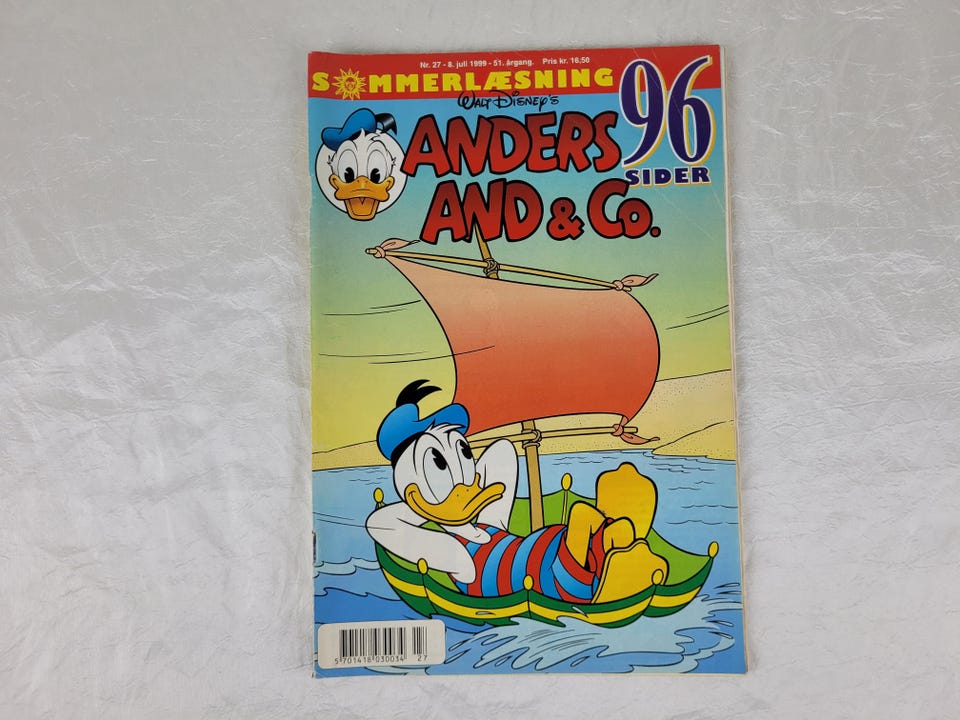 Nr. 27 - 8. juli 1999 - 51. årgang. Pris kr. 16,50
SOMMERLÆSNING
96
SIDER
WALT DISNEY'S
ANDERS
AND & Co.
5 701418 030034 27